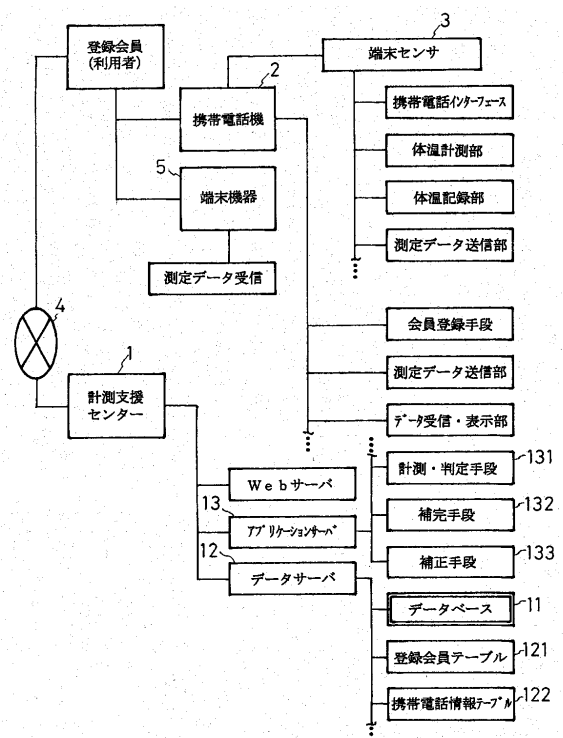 登録会員
(利用者)
3
端末センサ
2
携帯電話機
携帯電話インターフェース
体温計測部
5
端末機器
体温記録部
測定データ送信部
測定データ受信
4
会員登録手段
1
計測支援
センター
測定データ送信部
データ受信・表示部
131
計測・判定手段
Webサーバ
132
補完手段
13
アプリケーションサーバ
133
補正手段
12
データサーバ
11
データベース
121
登録会員テーブル
122
携帯電話情報テーブル